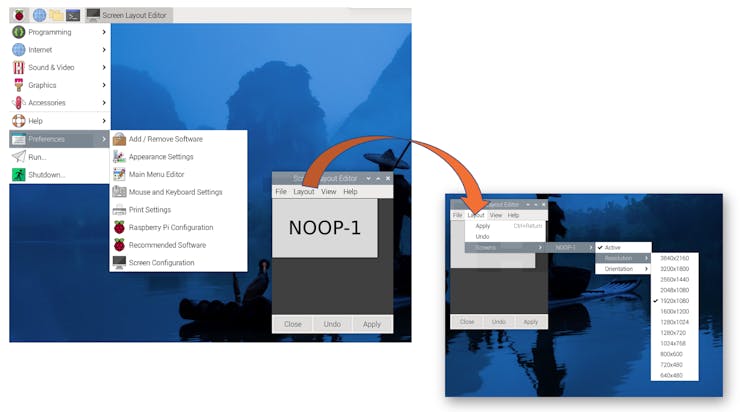 Screen Layout Editor
Programming
Internet
Sound & Video
Graphics
Accessories
Help
Preferences
Run...
Shutdown...
Add / Remove Software
Appearance Settings
Main Menu Editor
Mouse and Keyboard Settings
Print Settings
Raspberry Pi Configuration
Recommended Software
Screen Configuration
Screen Layout Editor
File Layout View Help
NOOP-1
Close Undo Apply
Layout Editor
File Layout View Help
Apply Ctrl+Return
Undo
Screens
NOOP-1
Active
Resolution
Orientation
3840x2160
3200x1800
2560x1440
2048x1080
1920x1080
1600x1200
1280x1024
1280x720
1024x768
800x600
720x480
640x480
Close Undo Apply